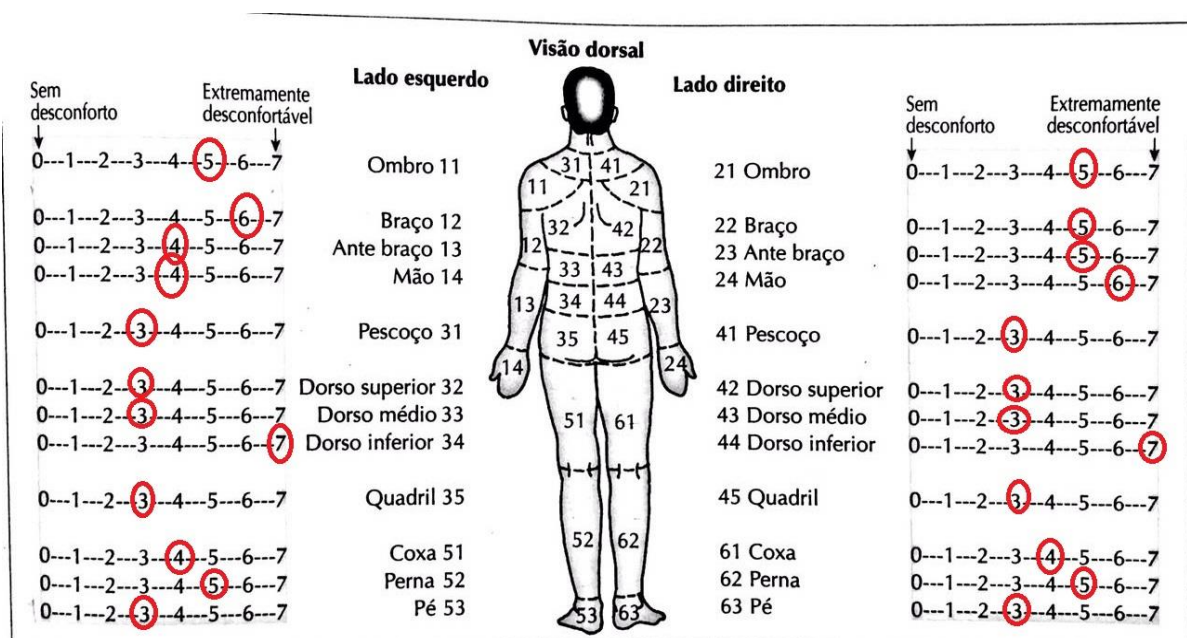 Visão dorsal
Lado esquerdo
Lado direito
Sem desconforto
Extremamente desconfortável
Sem desconforto
Extremamente desconfortável
0---1---2---3---4---5---6---7 Ombro 11
21 Ombro 0---1---2---3---4---5---6---7
0---1---2---3---4---5---6---7 Braço 12
22 Braço 0---1---2---3---4---5---6---7
0---1---2---3---4---5---6---7 Ante braço 13
23 Ante braço 0---1---2---3---4---5---6---7
0---1---2---3---4---5---6---7 Mão 14
24 Mão 0---1---2---3---4---5---6---7
0---1---2---3---4---5---6---7 Pescoço 31
41 Pescoço 0---1---2---3---4---5---6---7
0---1---2---3---4---5---6---7 Dorso superior 32
42 Dorso superior 0---1---2---3---4---5---6---7
0---1---2---3---4---5---6---7 Dorso médio 33
43 Dorso médio 0---1---2---3---4---5---6---7
0---1---2---3---4---5---6---7 Dorso inferior 34
44 Dorso inferior 0---1---2---3---4---5---6---7
0---1---2---3---4---5---6---7 Quadril 35
45 Quadril 0---1---2---3---4---5---6---7
0---1---2---3---4---5---6---7 Coxa 51
61 Coxa 0---1---2---3---4---5---6---7
0---1---2---3---4---5---6---7 Perna 52
62 Perna 0---1---2---3---4---5---6---7
0---1---2---3---4---5---6---7 Pé 53
63 Pé 0---1---2---3---4---5---6---7
31 41
11 21
32 42
12 22
33 43
13 34 44 23
35 45
14 24
51 61
52 62
53 63